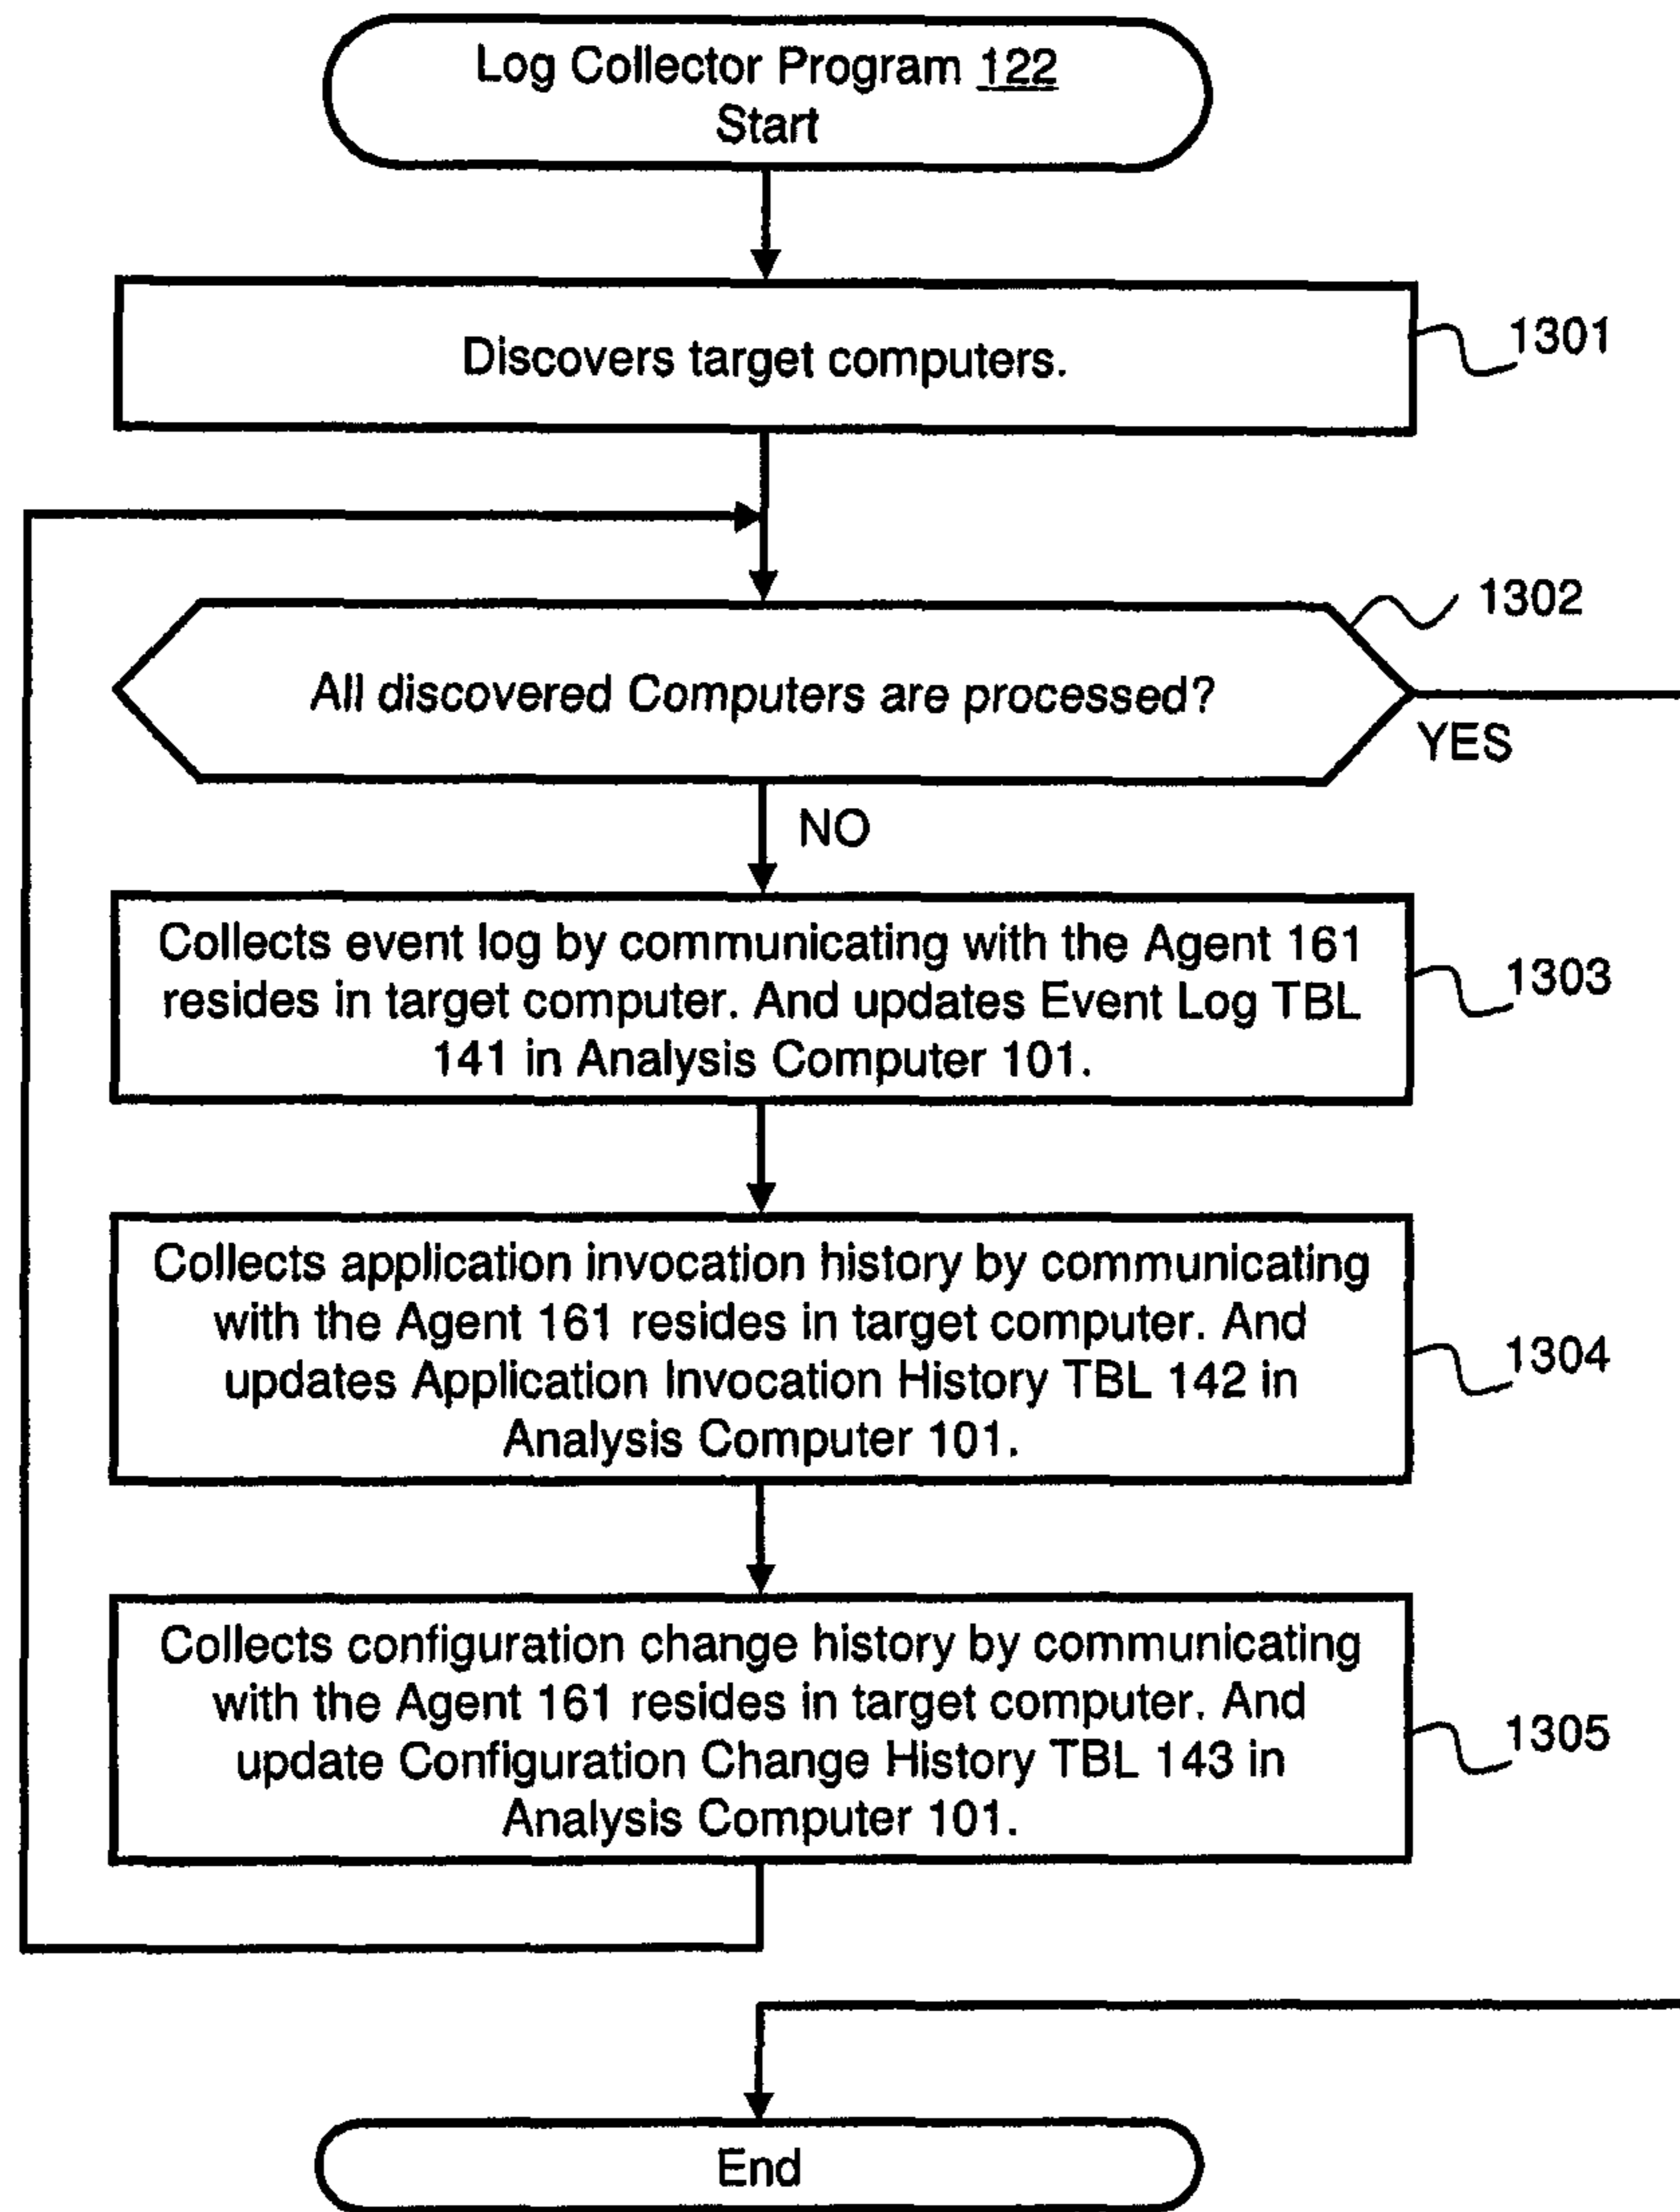 Log Collector Program 122
Start
Discovers target computers.
1301
1302
All discovered Computers are processed?
YES
NO
Collects event log by communicating with the Agent 161
resides in target computer. And updates Event Log TBL
141 in Analysis Computer 101.
1303
Collects application invocation history by communicating
with the Agent 161 resides in target computer. And
updates Application Invocation History TBL 142 in
Analysis Computer 101.
1304
Collects configuration change history by communicating
with the Agent 161 resides in target computer. And
update Configuration Change History TBL 143 in
Analysis Computer 101.
1305
End